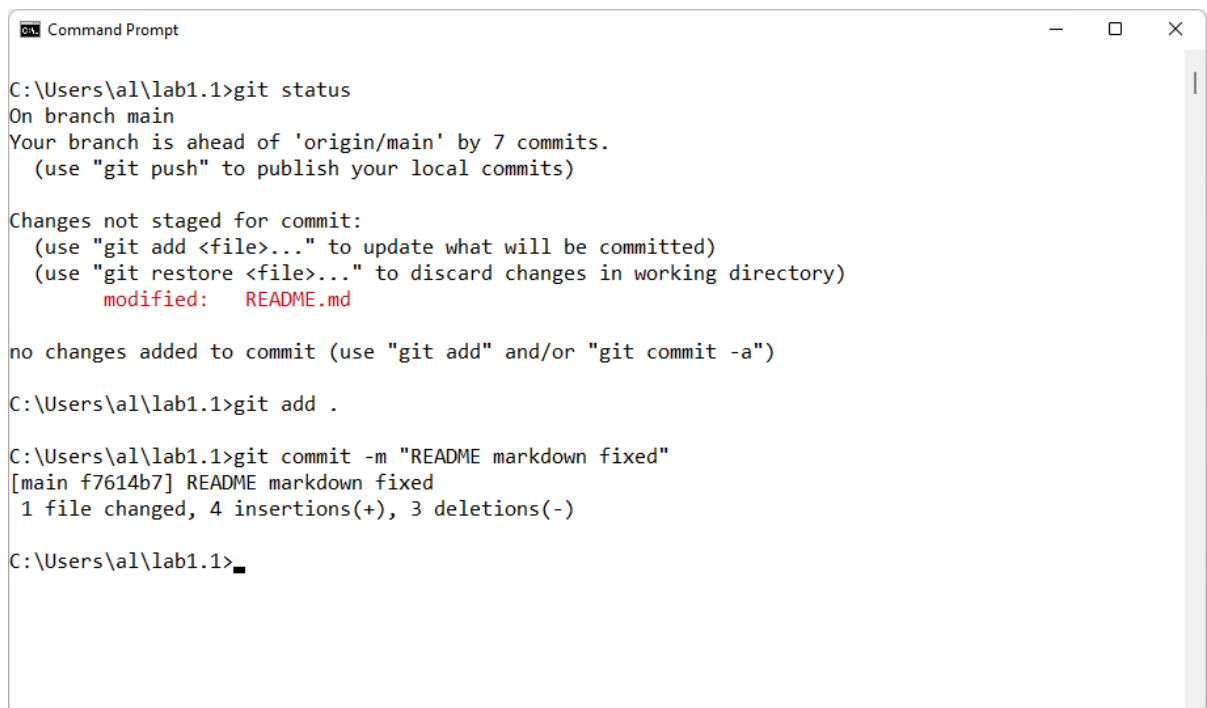 Command Prompt
C:\Users\al\lab1.1>git status
On branch main
Your branch is ahead of 'origin/main' by 7 commits.
  (use "git push" to publish your local commits)
Changes not staged for commit:
  (use "git add <file>..." to update what will be committed)
  (use "git restore <file>..." to discard changes in working directory)
        modified:   README.md
no changes added to commit (use "git add" and/or "git commit -a")
C:\Users\al\lab1.1>git add .
C:\Users\al\lab1.1>git commit -m "README markdown fixed"
[main f7614b7] README markdown fixed
 1 file changed, 4 insertions(+), 3 deletions(-)
C:\Users\al\lab1.1>